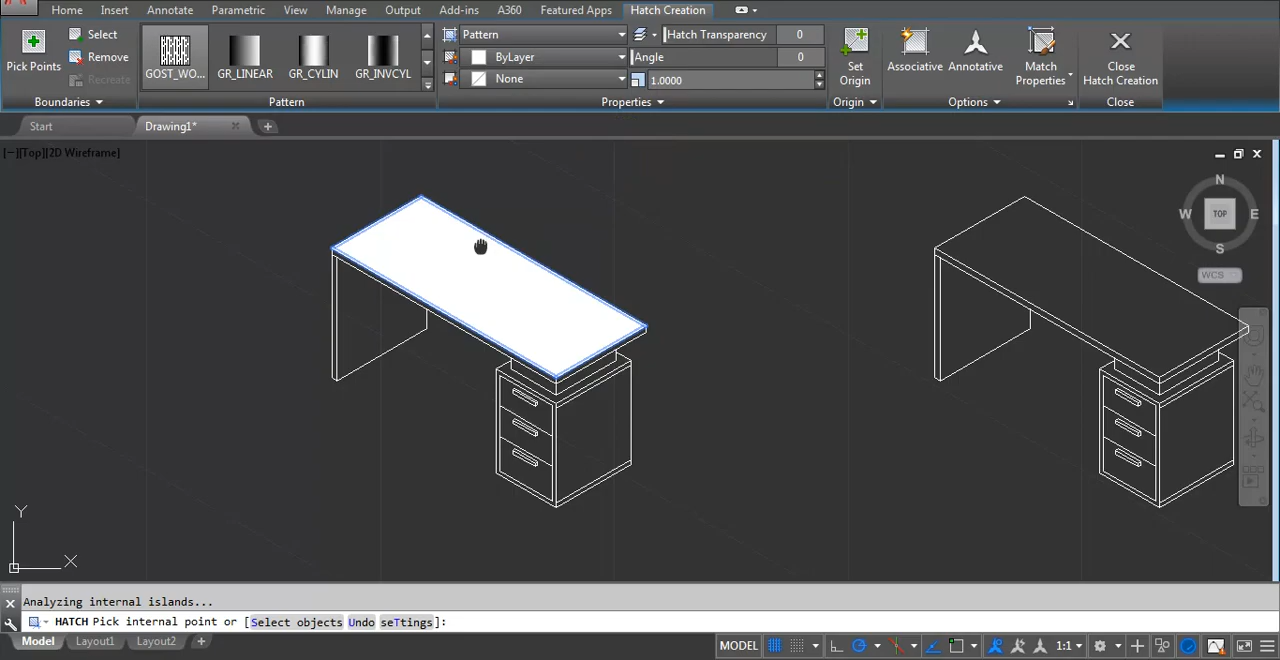 Home Insert Annotate Parametric View Manage Output Add-ins A360 Featured Apps Hatch Creation
Pick Points
Select
Remove
Recreate
Boundaries
GOST_WO... GR_LINEAR GR_CYLIN GR_INVCYL
Pattern
Pattern
ByLayer
None
Hatch Transparency 0
Angle 0
1.0000
Properties
Set
Origin
Origin
Associative Annotative
Match
Properties
Options
Close
Hatch Creation
Close
Start Drawing1*
[−][Top][2D Wireframe]
N
W TOP E
S
WCS
Y
X
Analyzing internal islands...
HATCH Pick internal point or [Select objects Undo seTtings]:
Model Layout1 Layout2
MODEL 1:1